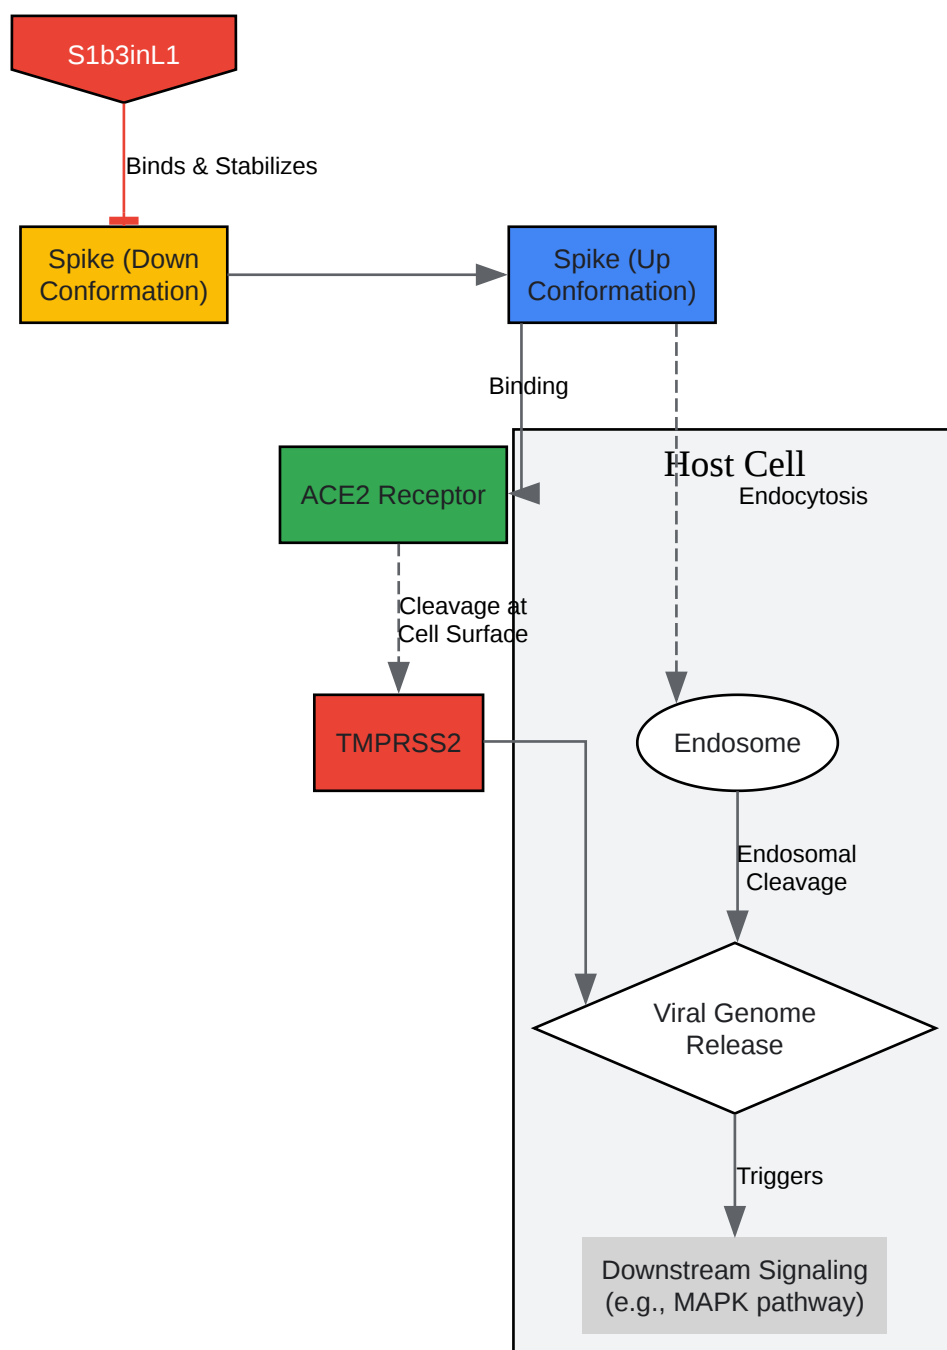 S1b3inL1
Binds & Stabilizes
Spike (Down
Conformation)
Spike (Up
Conformation)
Binding
Host Cell
ACE2 Receptor
Endocytosis
Cleavage at
Cell Surface
TMPRSS2
Endosome
Endosomal
Cleavage
Viral Genome
Release
Triggers
Downstream Signaling
(e.g., MAPK pathway)